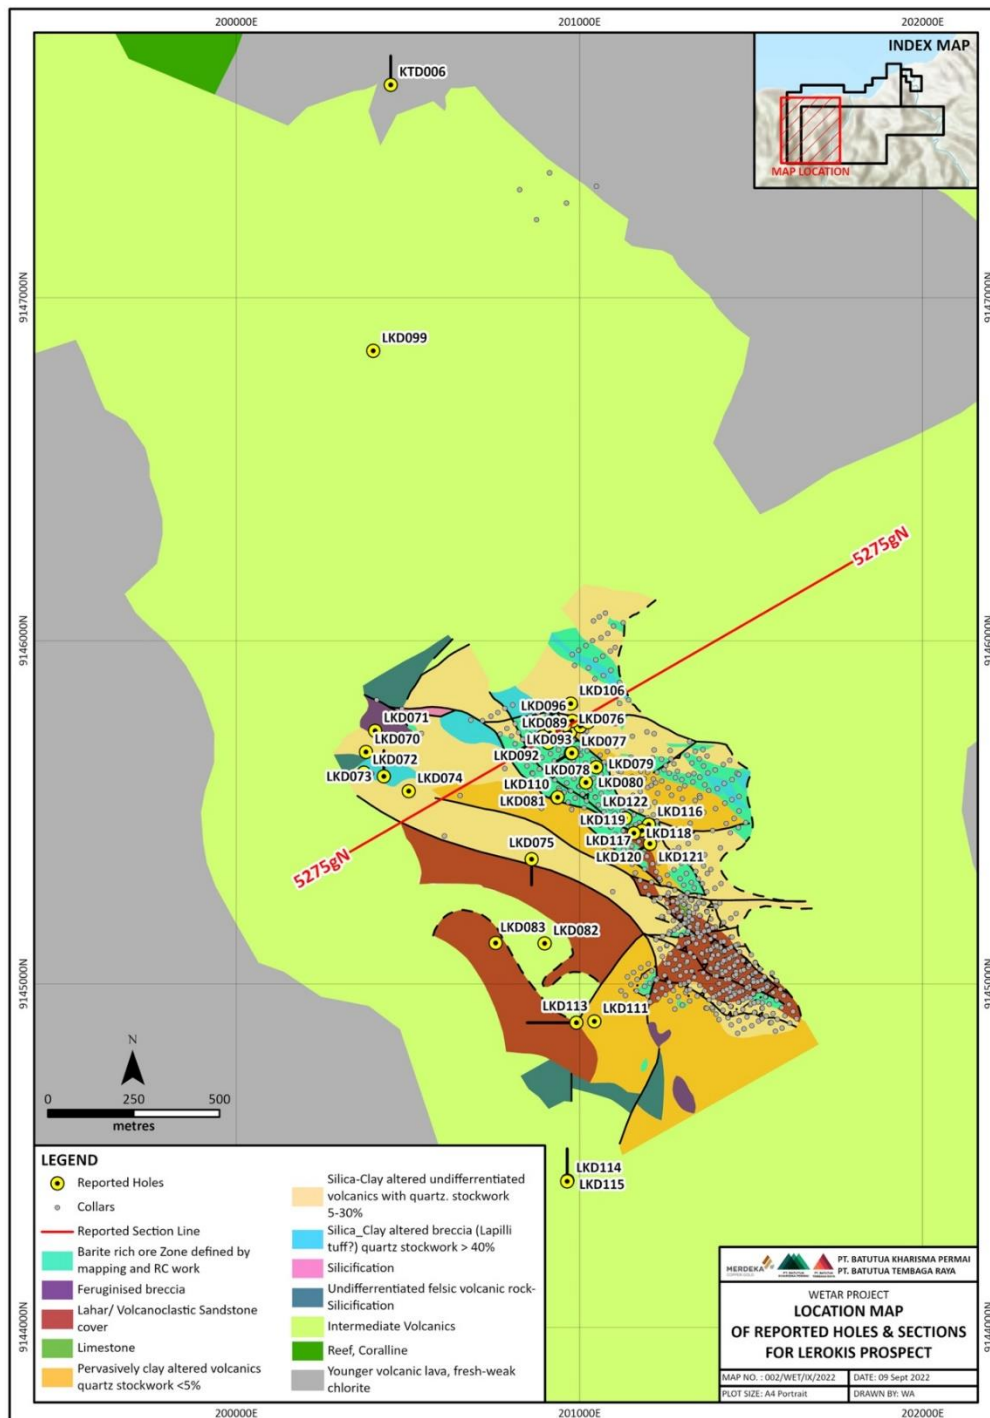 200000E
201000E
202000E
INDEX MAP
MAP LOCATION
KTD006
9147000N
9147000N
LKD099
5275gN
9146000N
9146000N
LKD106
LKD096
LKD071
LKD089
LKD076
LKD070
LKD093
LKD077
LKD072
LKD092
LKD079
LKD073
LKD074
LKD078
LKD110
LKD080
LKD081
LKD122
LKD119
LKD116
LKD117
LKD118
LKD075
LKD120
LKD121
5275gN
LKD083
LKD082
9145000N
9145000N
LKD113
LKD111
N
0
250
500
metres
LKD114
LKD115
LEGEND
Reported Holes
Collars
Reported Section Line
Barite rich ore Zone defined by
mapping and RC work
Feruginised breccia
Lahar/ Volcanoclastic Sandstone
cover
Limestone
Pervasively clay altered volcanics
quartz stockwork <5%
Silica-Clay altered undifferentiated
volcanics with quartz. stockwork
5-30%
Silica_Clay altered breccia (Lapilli
tuff?) quartz stockwork > 40%
Silicification
Undifferentiated felsic volcanic rock-
Silification
Intermediate Volcanics
Reef, Coralline
Younger volcanic lava, fresh-weak
chlorite
MERDEKA
PT. BATUTUA KHARISMA PERMAI
PT. BATUTUA TEMBAGA RAYA
WETAR PROJECT
LOCATION MAP
OF REPORTED HOLES & SECTIONS
FOR LEROKIS PROSPECT
MAP NO. : 002/WET/IX/2022
DATE: 09 Sept 2022
PLOT SIZE: A4 Portrait
DRAWN BY: WA
9144000N
9144000N
200000E
201000E
202000E